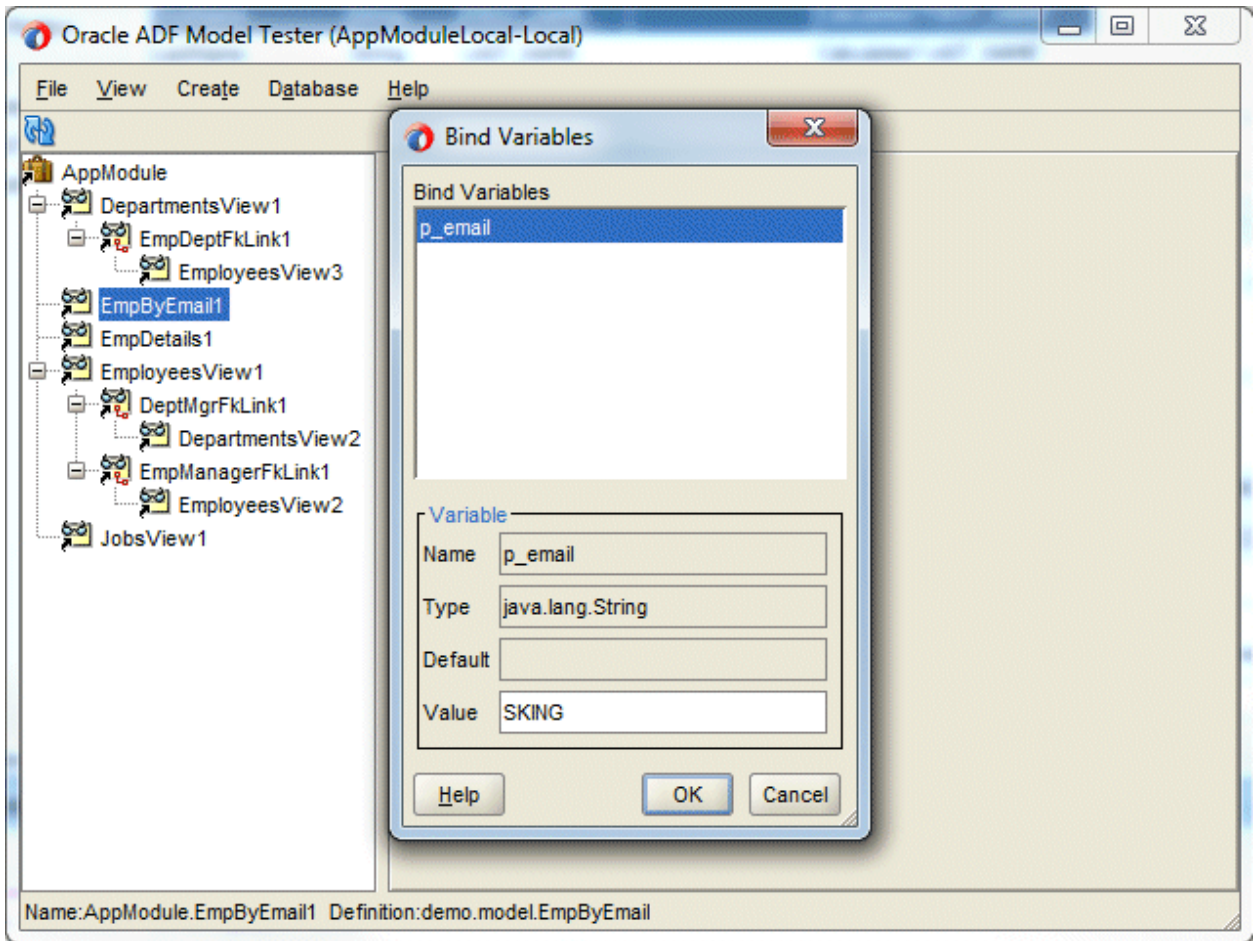 Oracle ADF Model Tester (AppModuleLocal-Local)
File View Create Database Help
AppModule
DepartmentsView1
EmpDeptFkLink1
EmployeesView3
EmpByEmail1
EmpDetails1
EmployeesView1
DeptMgrFkLink1
DepartmentsView2
EmpManagerFkLink1
EmployeesView2
JobsView1
Bind Variables
Bind Variables
p_email
Variable
Name p_email
Type java.lang.String
Default
Value SKING
Help OK Cancel
Name:AppModule.EmpByEmail1 Definition:demo.model.EmpByEmail